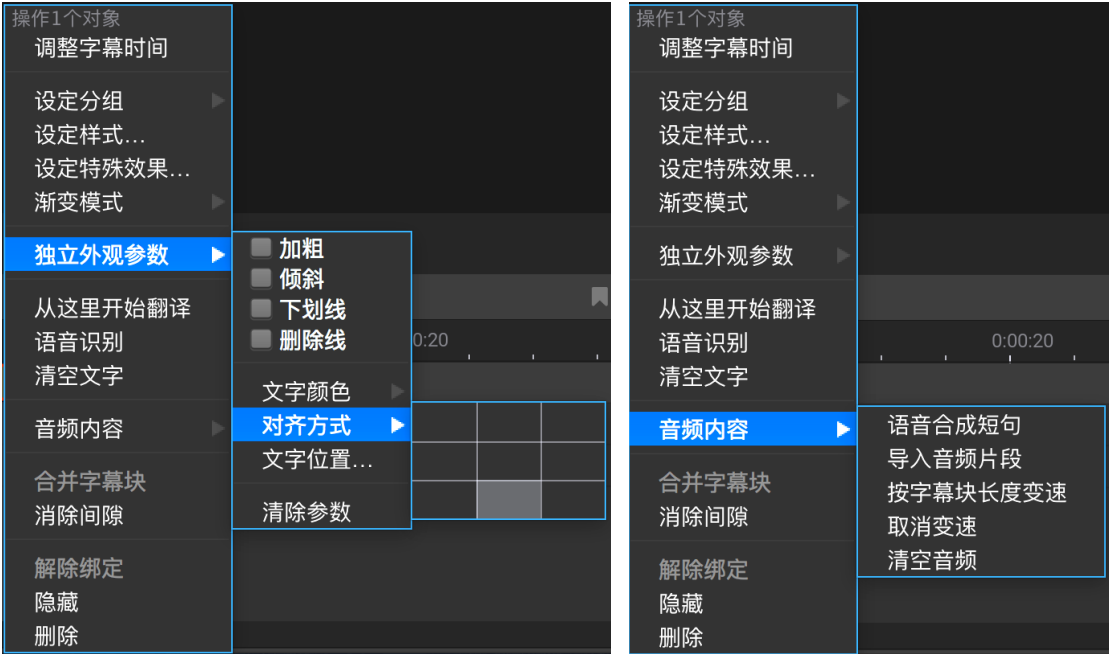 操作1个对象
调整字幕时间
设定分组
设定样式...
设定特殊效果...
渐变模式
独立外观参数
从这里开始翻译
语音识别
清空文字
音频内容
合并字幕块
消除间隙
解除绑定
隐藏
删除
加粗
倾斜
下划线
删除线
文字颜色
对齐方式
文字位置...
清除参数
0:20
操作1个对象
调整字幕时间
设定分组
设定样式...
设定特殊效果...
渐变模式
独立外观参数
从这里开始翻译
语音识别
清空文字
音频内容
合并字幕块
消除间隙
解除绑定
隐藏
删除
0:00:20
语音合成短句
导入音频片段
按字幕块长度变速
取消变速
清空音频